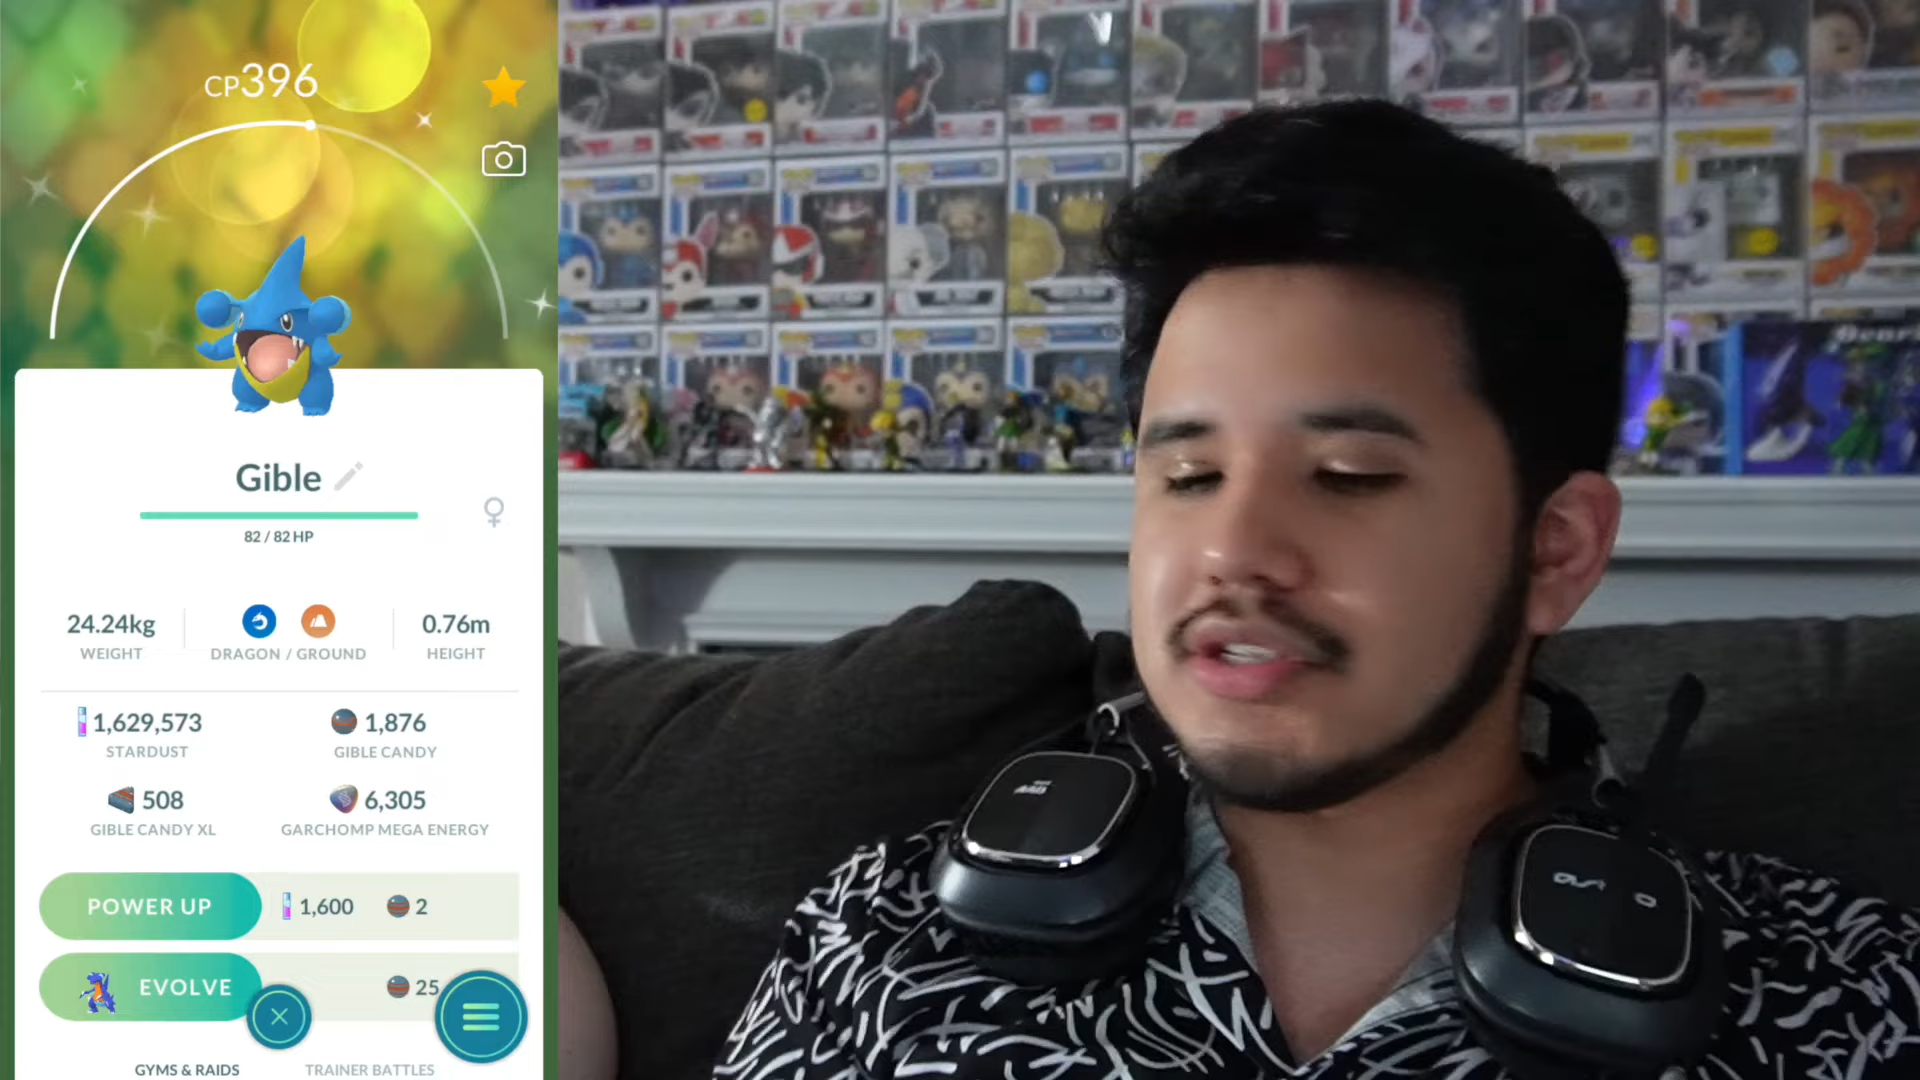 CP396
Gible
82 / 82 HP
24.24kg
WEIGHT
DRAGON / GROUND
0.76m
HEIGHT
1,629,573
STARDUST
1,876
GIBLE CANDY
508
GIBLE CANDY XL
6,305
GARCHOMP MEGA ENERGY
POWER UP
1,600
2
EVOLVE
25
GYMS & RAIDS
TRAINER BATTLES